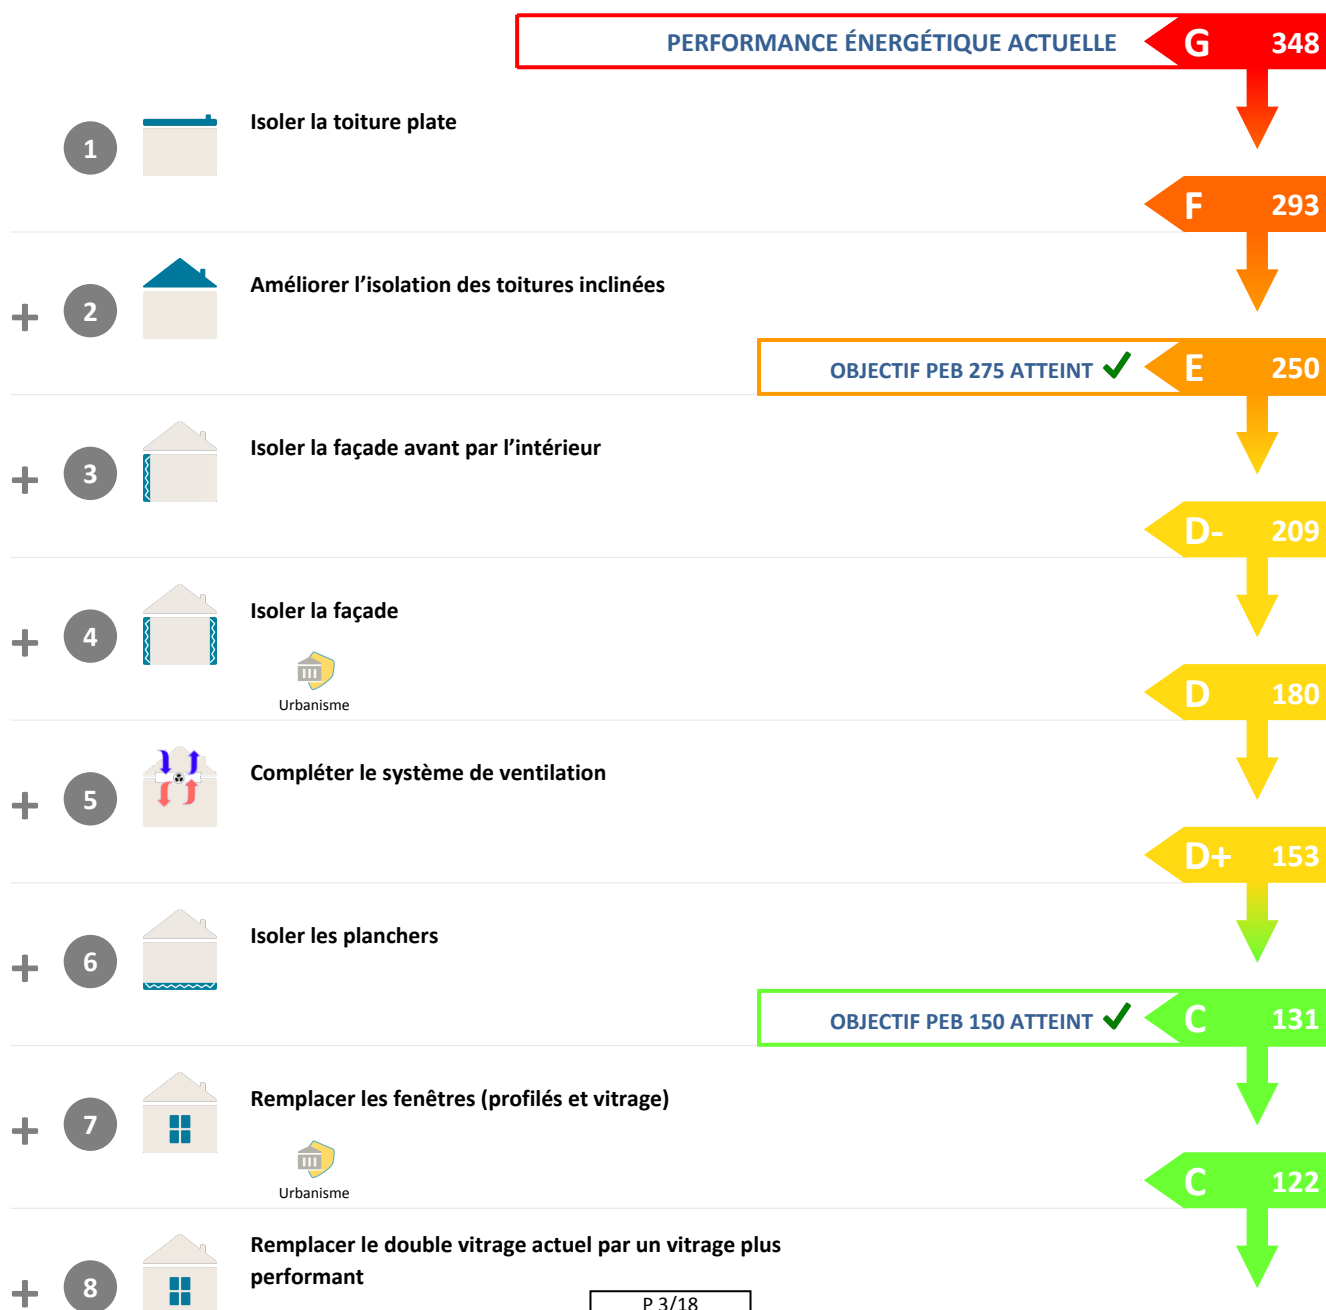 PERFORMANCE ÉNERGÉTIQUE ACTUELLE G 348
1 Isoler la toiture plate
F 293
+ 2 Améliorer l’isolation des toitures inclinées
OBJECTIF PEB 275 ATTEINT ✓ E 250
+ 3 Isoler la façade avant par l’intérieur
D- 209
+ 4 Isoler la façade
Urbanisme
D 180
+ 5 Compléter le système de ventilation
D+ 153
+ 6 Isoler les planchers
OBJECTIF PEB 150 ATTEINT ✓ C 131
+ 7 Remplacer les fenêtres (profilés et vitrage)
Urbanisme
C 122
+ 8 Remplacer le double vitrage actuel par un vitrage plus
performant
P 3/18